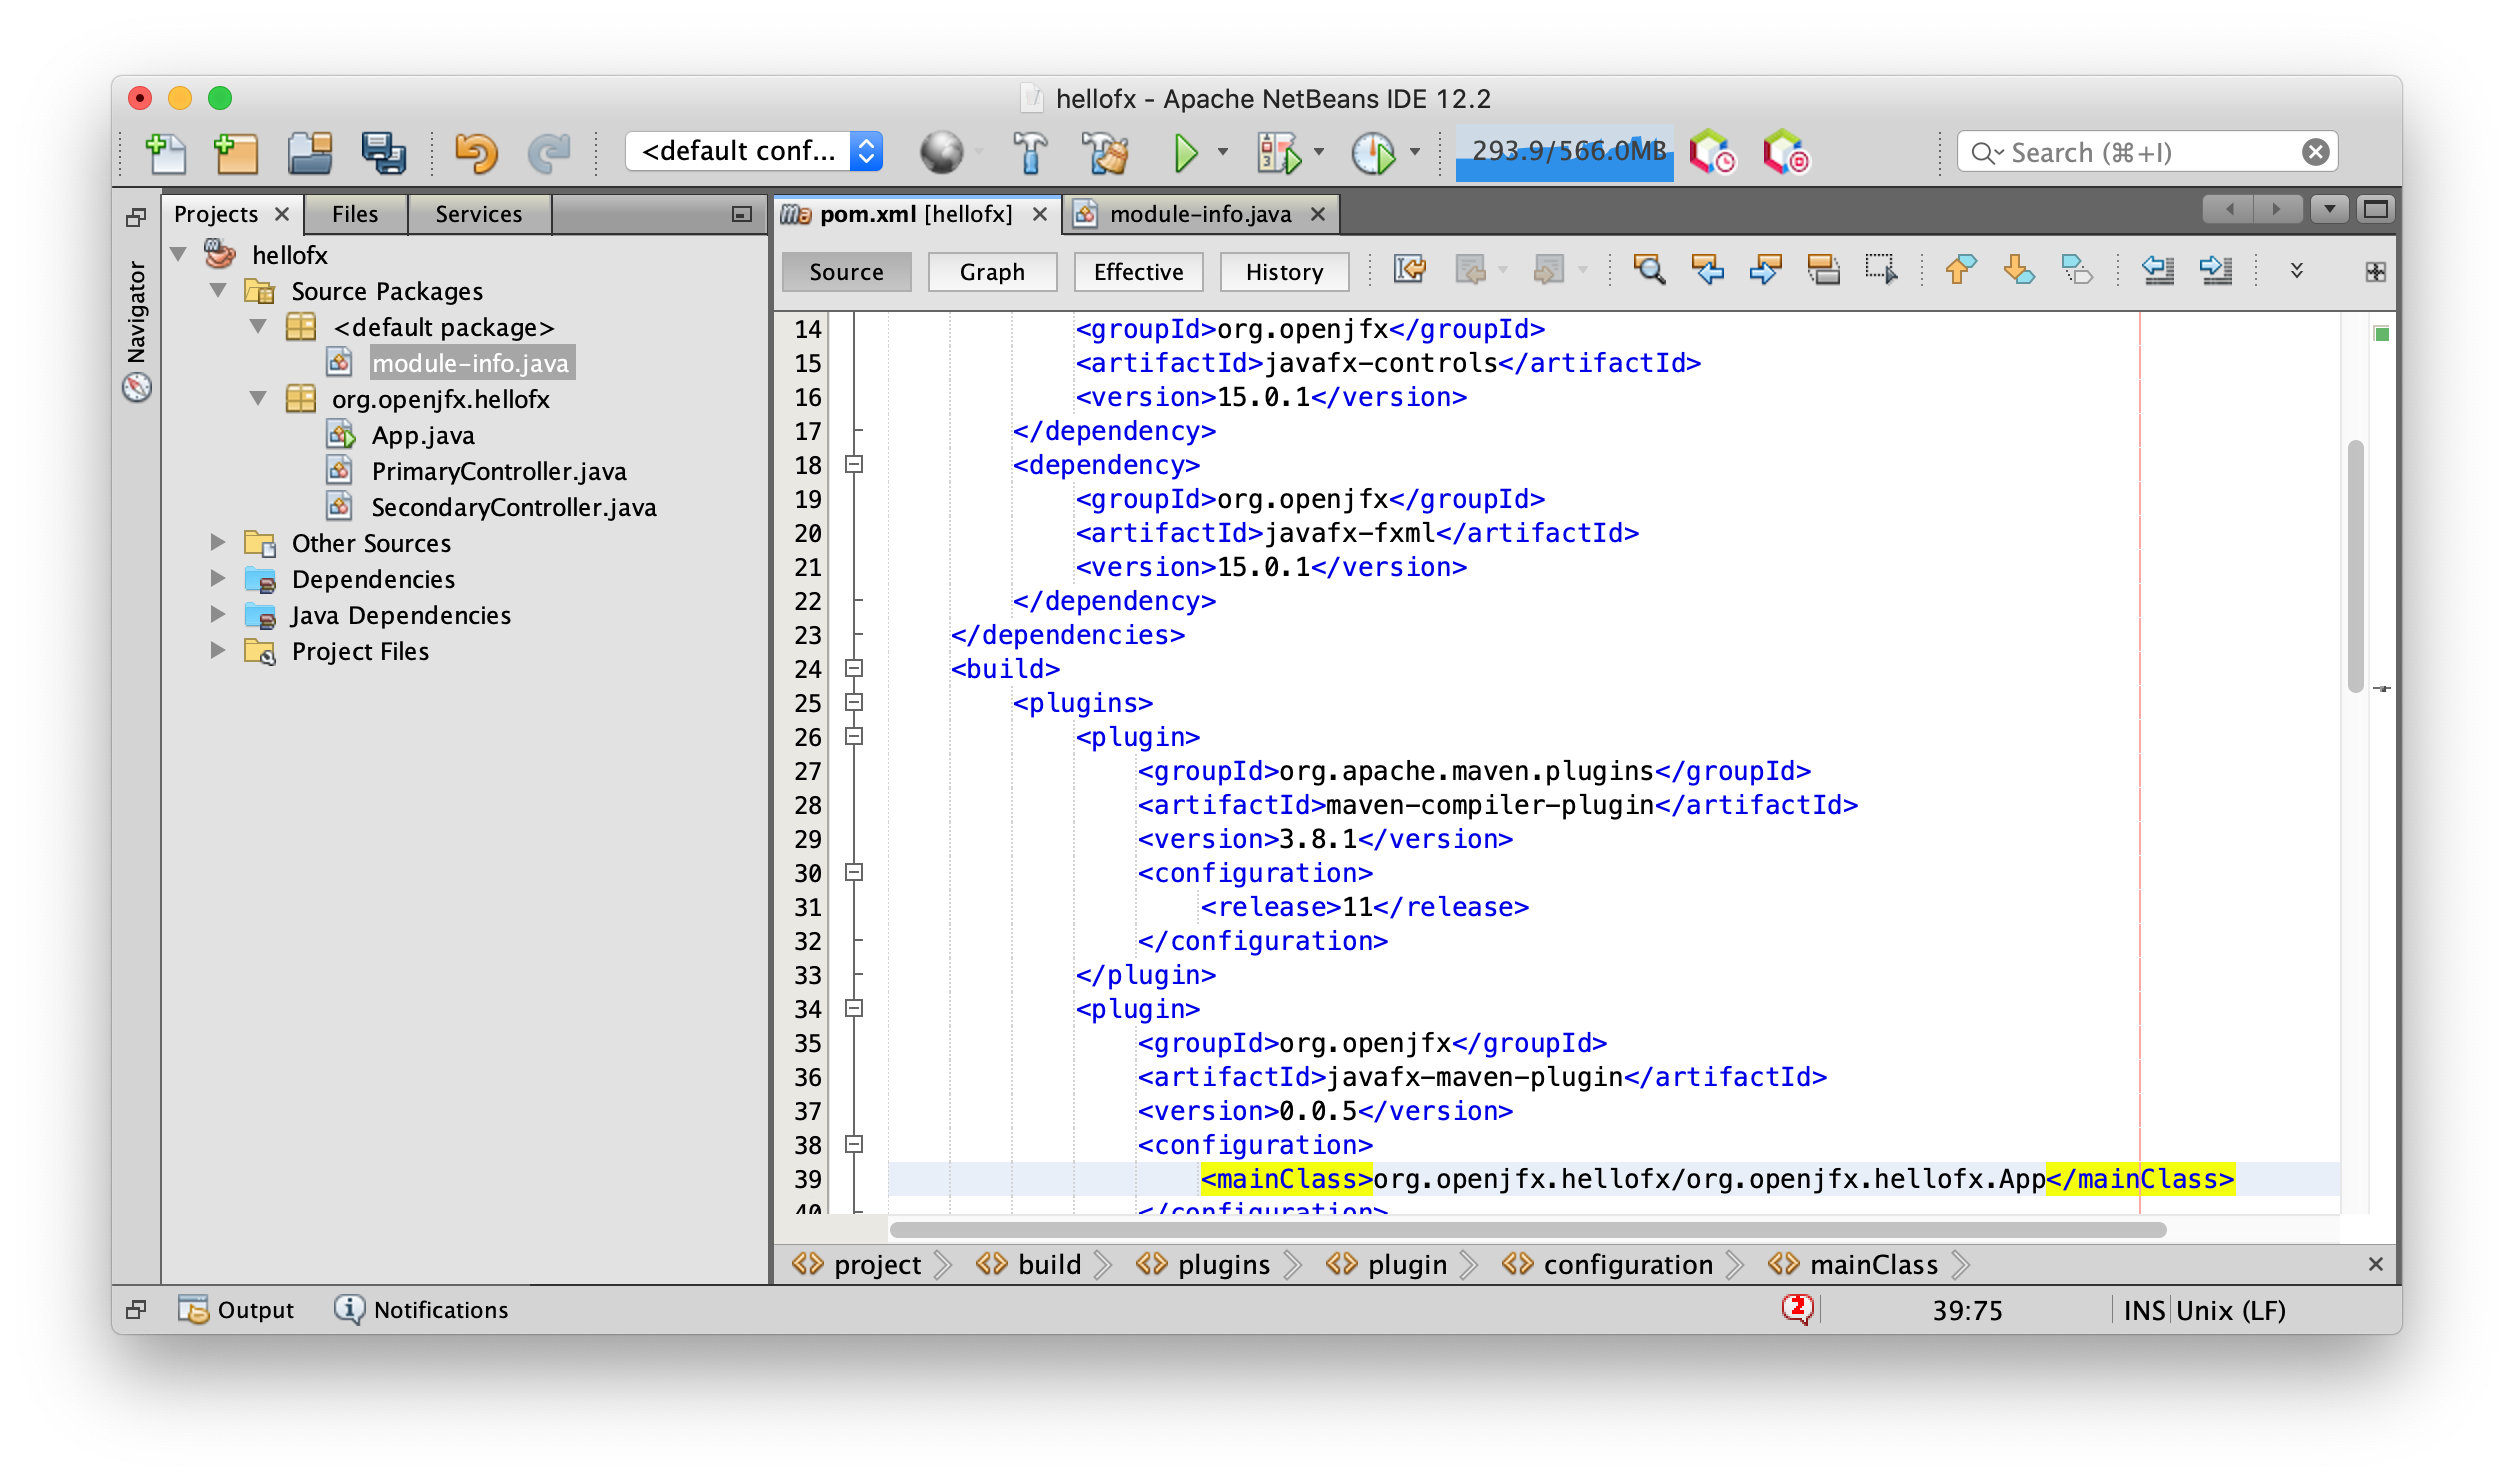 hellofx - Apache NetBeans IDE 12.2
<default conf...
293.9/566.0MB
Search (⌘+I)
Navigator
Projects
Files
Services
hellofx
Source Packages
<default package>
module-info.java
org.openjfx.hellofx
App.java
PrimaryController.java
SecondaryController.java
Other Sources
Dependencies
Java Dependencies
Project Files
pom.xml [hellofx]
module-info.java
Source
Graph
Effective
History
14 <groupId>org.openjfx</groupId>
15 <artifactId>javafx-controls</artifactId>
16 <version>15.0.1</version>
17 </dependency>
18 <dependency>
19 <groupId>org.openjfx</groupId>
20 <artifactId>javafx-fxml</artifactId>
21 <version>15.0.1</version>
22 </dependency>
23 </dependencies>
24 <build>
25 <plugins>
26 <plugin>
27 <groupId>org.apache.maven.plugins</groupId>
28 <artifactId>maven-compiler-plugin</artifactId>
29 <version>3.8.1</version>
30 <configuration>
31 <release>11</release>
32 </configuration>
33 </plugin>
34 <plugin>
35 <groupId>org.openjfx</groupId>
36 <artifactId>javafx-maven-plugin</artifactId>
37 <version>0.0.5</version>
38 <configuration>
39 <mainClass>org.openjfx.hellofx/org.openjfx.hellofx.App</mainClass>
40 </configuration>
project
build
plugins
plugin
configuration
mainClass
Output
Notifications
2
39:75
INS
Unix (LF)